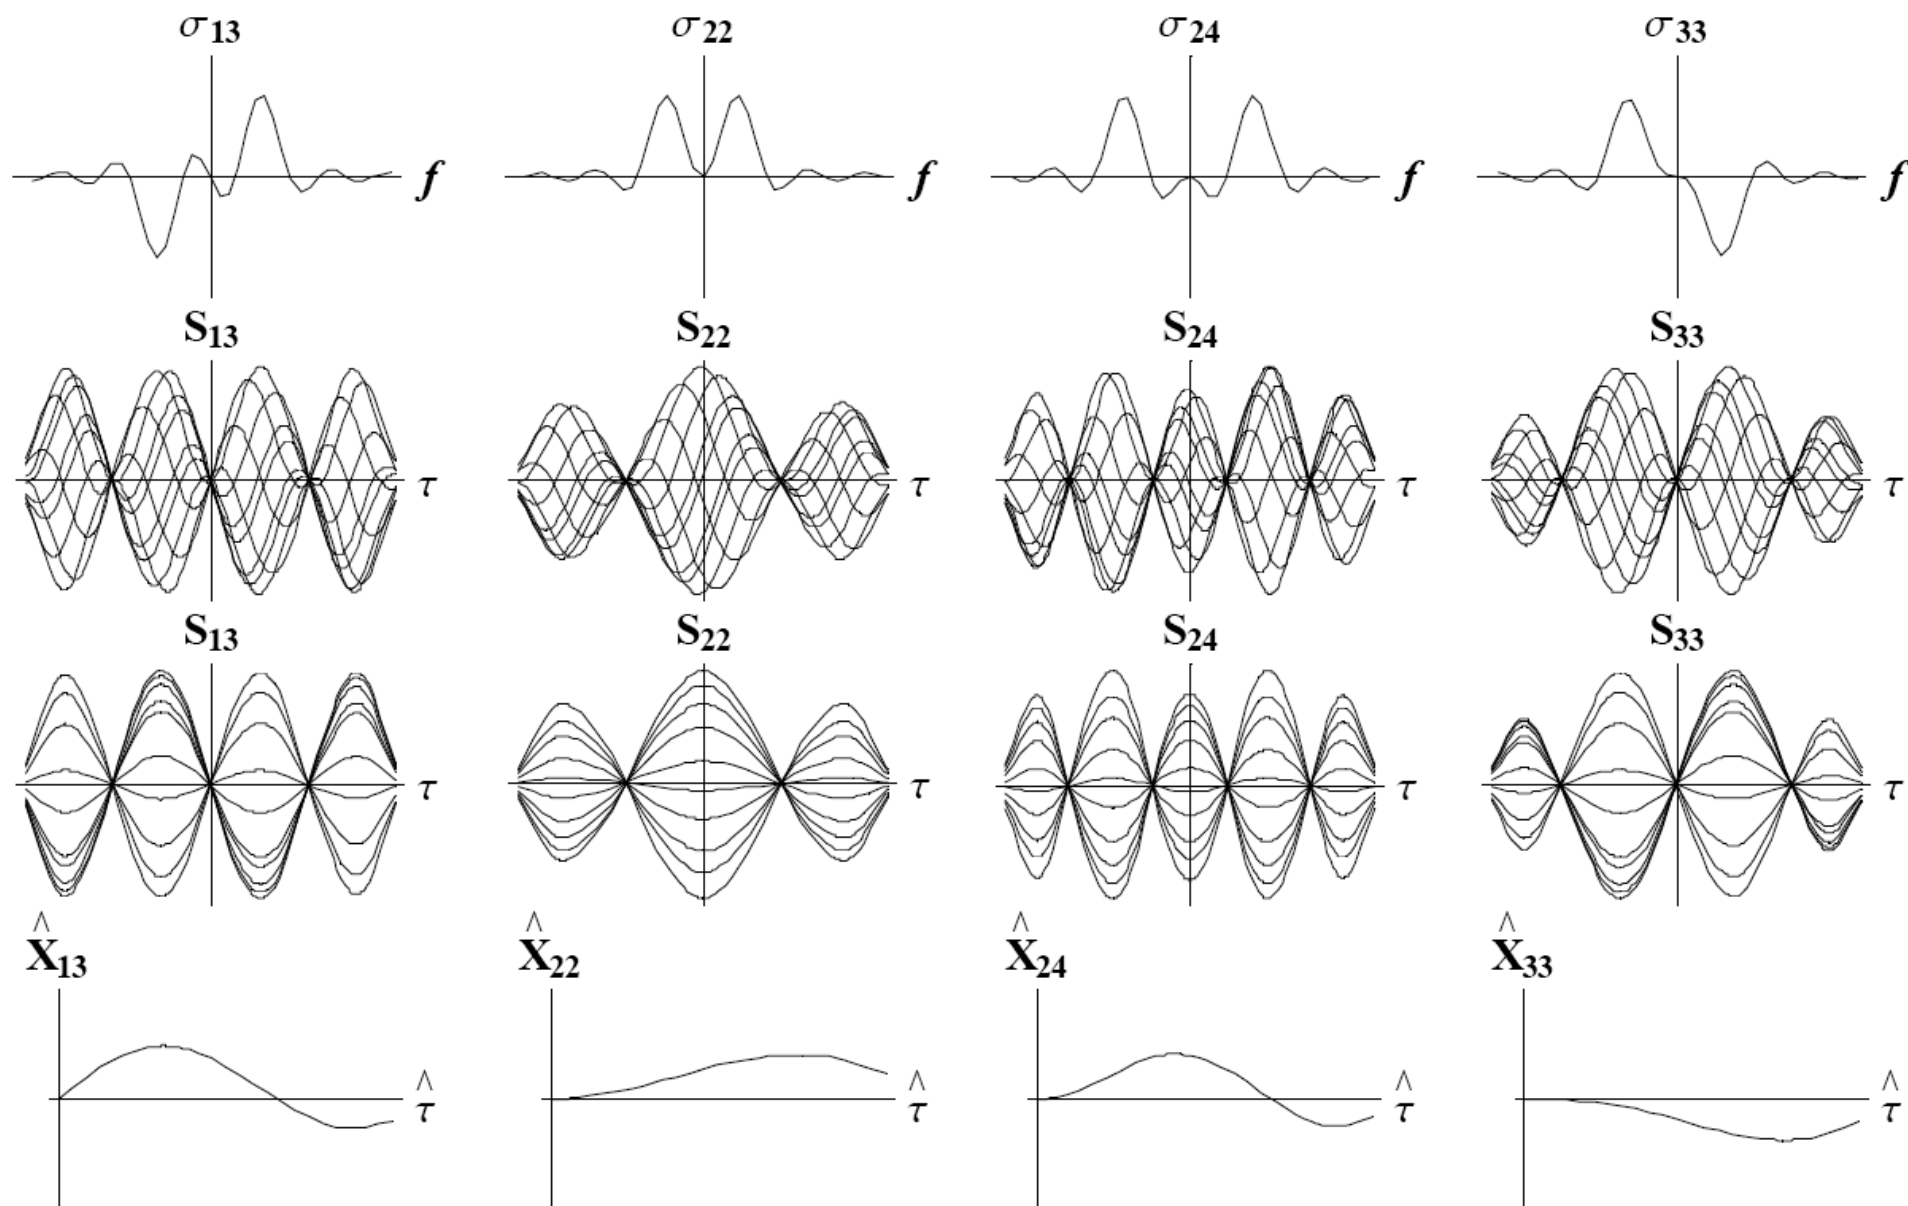 σ13 σ22 σ24 σ33
f f f f
S13 S22 S24 S33
τ τ τ τ
S13 S22 S24 S33
τ τ τ τ
X̂13 X̂22 X̂24 X̂33
τ̂ τ̂ τ̂ τ̂